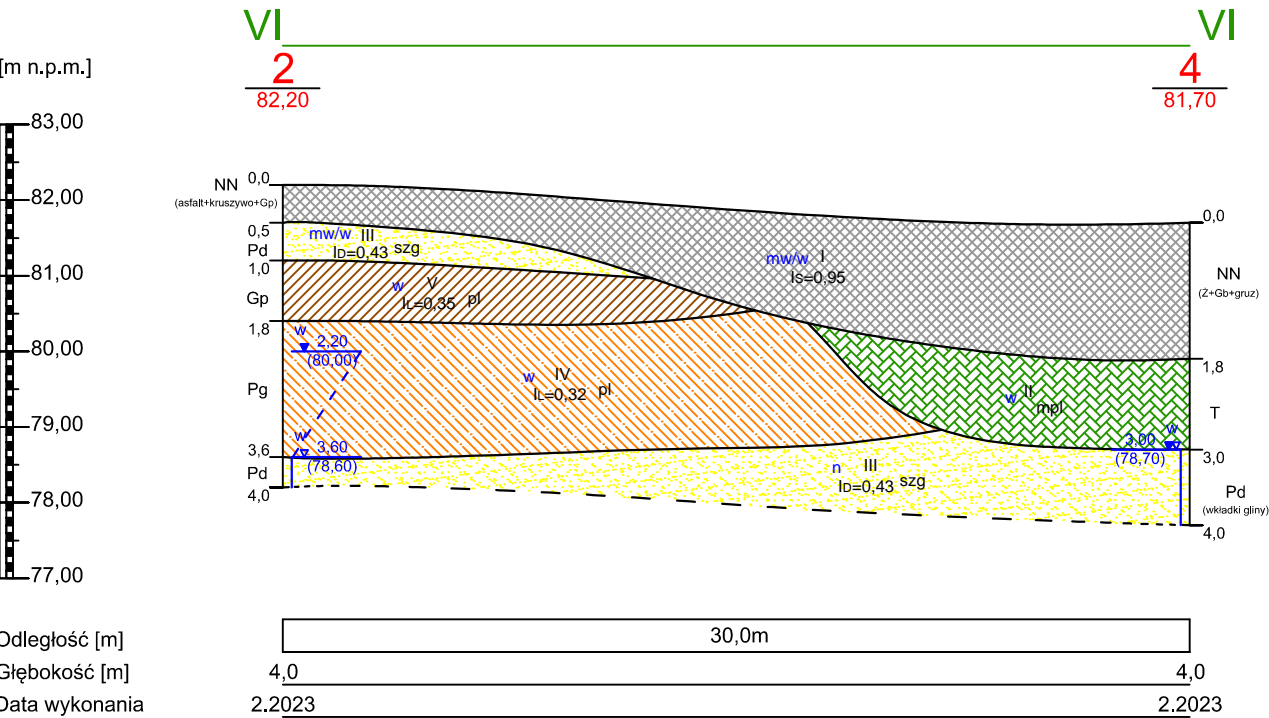 VI VI
[m n.p.m.] 2 4
82,20 81,70
83,00
82,00
81,00
80,00
79,00
78,00
77,00
NN 0,0
(asfalt+kruszywo+Gp)
0,5
Pd
1,0
Gp
1,8
Pg
3,6
Pd
4,0
mw/w III
ID=0,43 szg
w V
IL=0,35 pl
w
2,20
(80,00)
w IV
IL=0,32 pl
w
3,60
(78,60)
mw/w I
IS=0,95
w II
mpl
n III
ID=0,43 szg
w
3,00
(78,70)
0,0
NN
(Ż+Gb+gruz)
1,8
T
3,0
Pd
(wkładki gliny)
4,0
Odległość [m] 30,0m
Głębokość [m] 4,0 4,0
Data wykonania 2.2023 2.2023